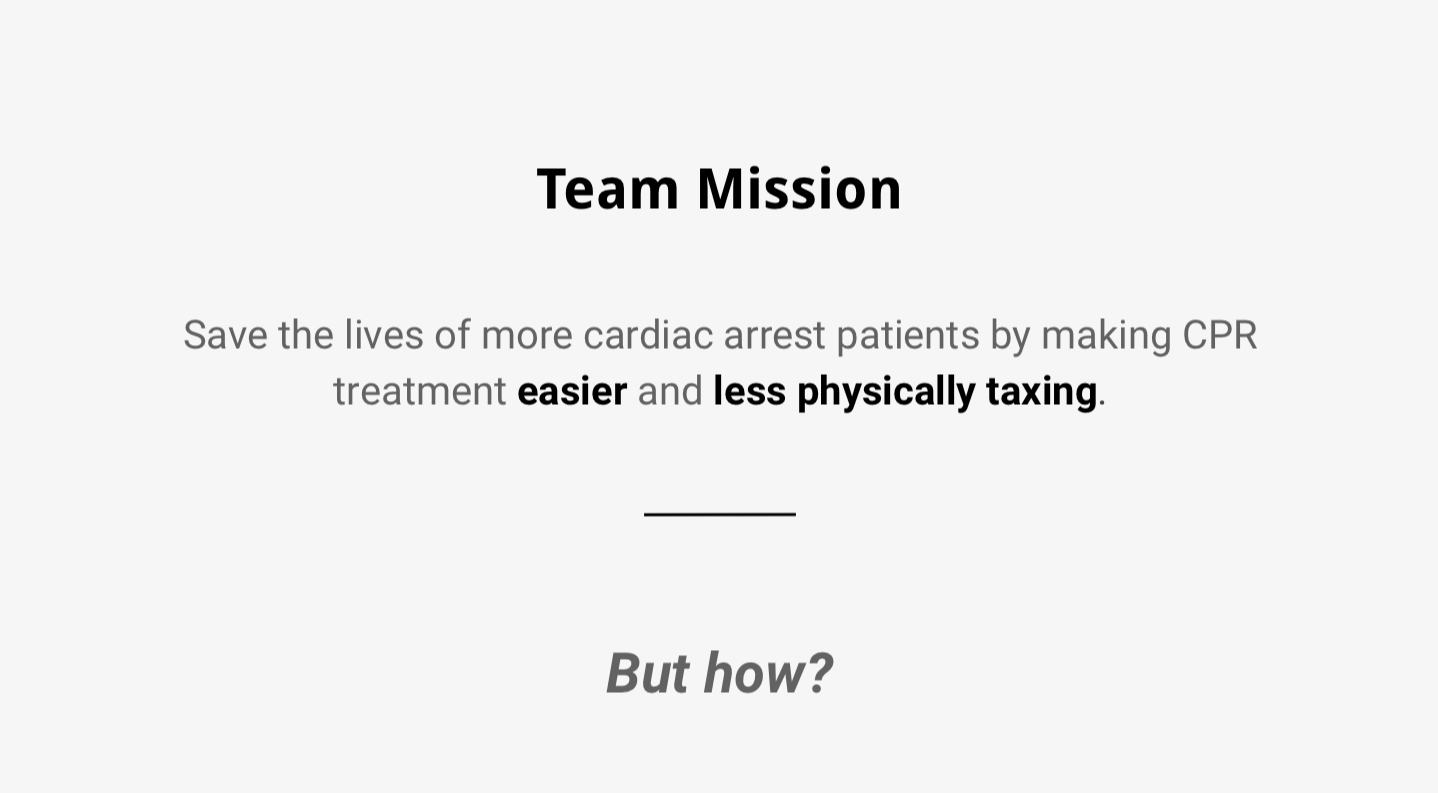 Team Mission
Save the lives of more cardiac arrest patients by making CPR
treatment easier and less physically taxing.
But how?